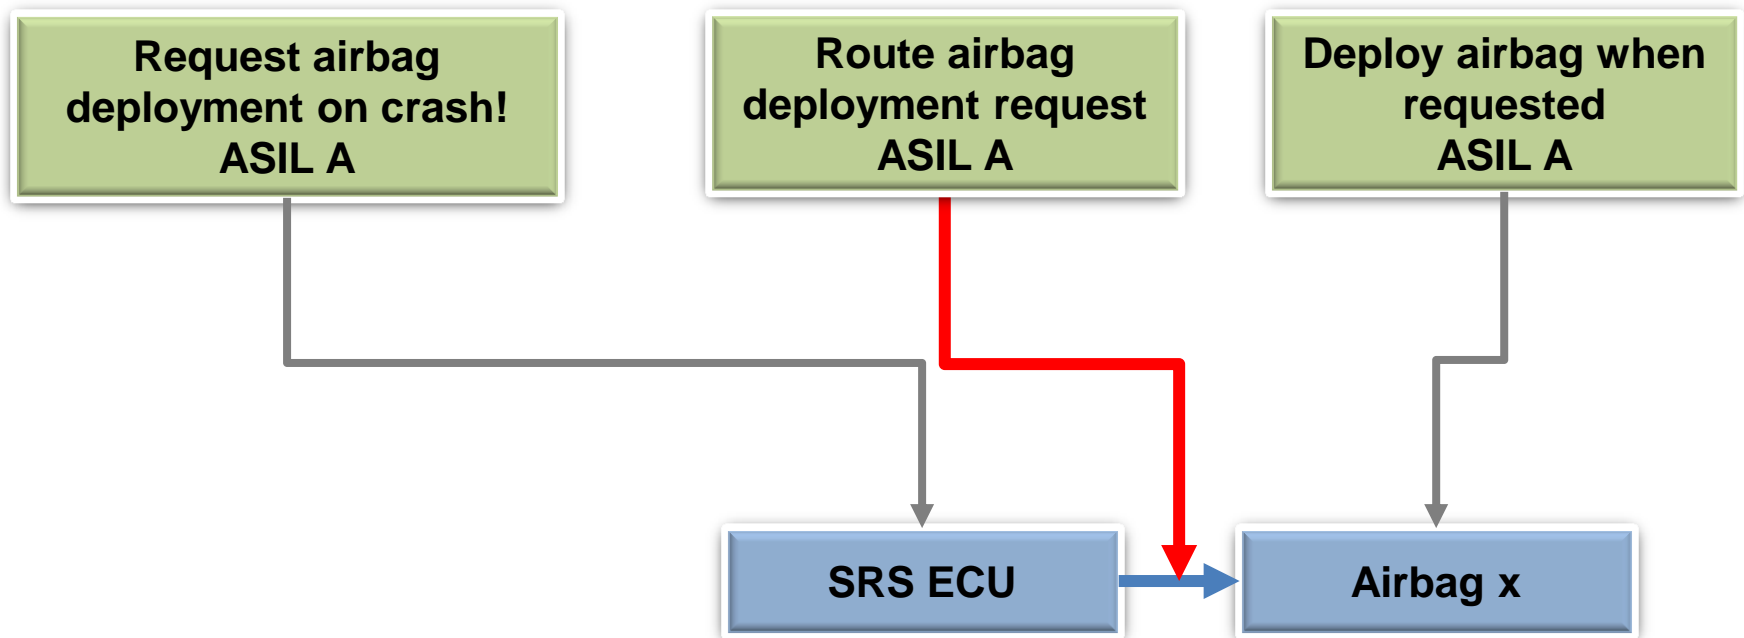 Request airbag
deployment on crash!
ASIL A
Route airbag
deployment request
ASIL A
Deploy airbag when
requested
ASIL A
SRS ECU
Airbag x